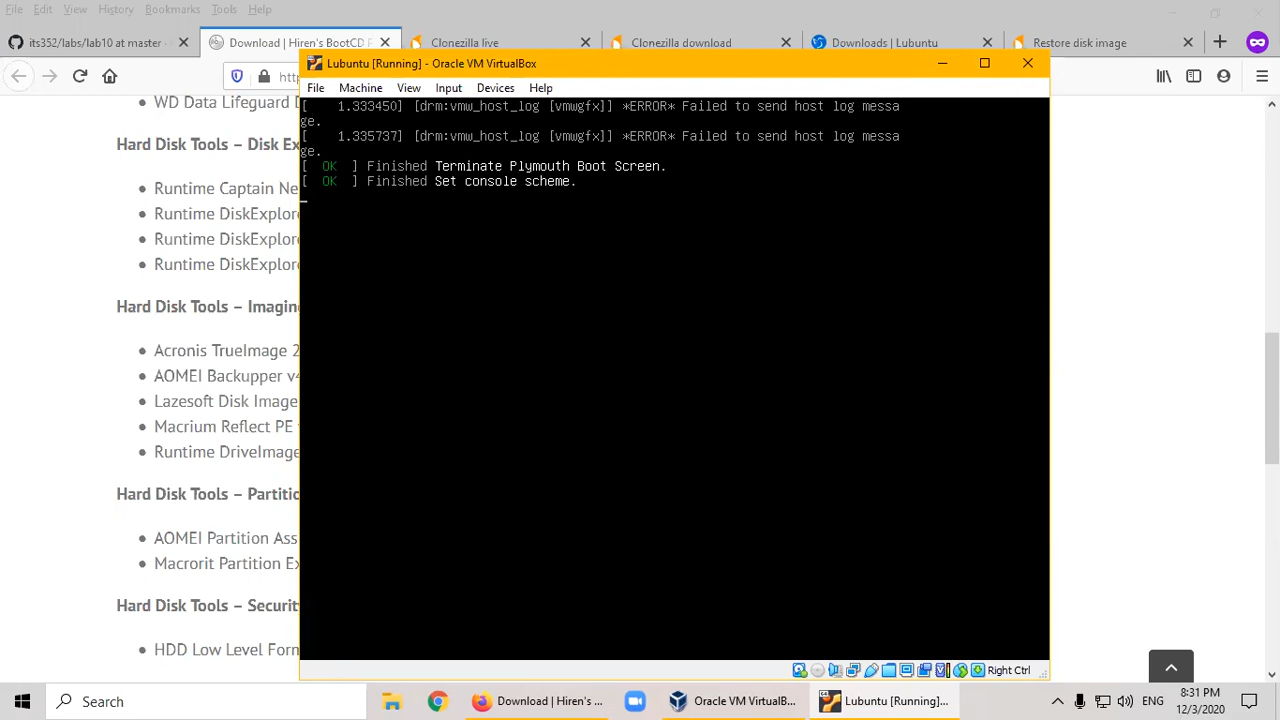 File Edit View History Bookmarks Tools Help
its352/labs/lab10 at master
Download | Hiren's BootCD P
Clonezilla live
Clonezilla download
Downloads | Lubuntu
Restore disk image
Lubuntu [Running] - Oracle VM VirtualBox
File Machine View Input Devices Help
WD Data Lifeguard D
Hard Disk Tools – Disk Ex
Runtime Captain Ne
Runtime DiskExplore
Runtime DiskExplore
Runtime DiskExplore
Hard Disk Tools – Imaging
Acronis TrueImage 2
AOMEI Backupper v4
Lazesoft Disk Image
Macrium Reflect PE
Runtime DriveImage
Hard Disk Tools – Partitio
AOMEI Partition Ass
Macrorit Partition Ex
Hard Disk Tools – Security
HDD Low Level Form
[ 1.333450] [drm:vmw_host_log [vmwgfx]] *ERROR* Failed to send host log messa
ge.
[ 1.335737] [drm:vmw_host_log [vmwgfx]] *ERROR* Failed to send host log messa
ge.
[ OK ] Finished Terminate Plymouth Boot Screen.
[ OK ] Finished Set console scheme.
Right Ctrl
Search
Download | Hiren's ...
Oracle VM VirtualBox
Lubuntu [Running]...
ENG
8:31 PM
12/3/2020